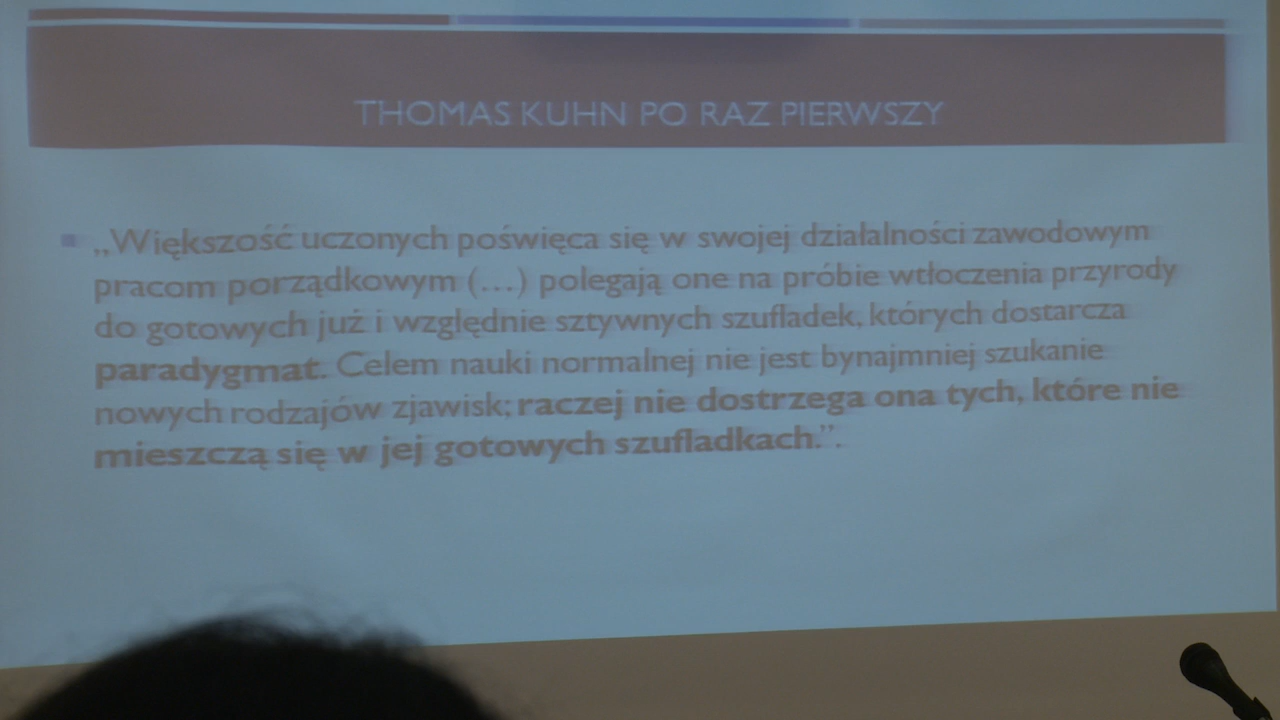 THOMAS KUHN PO RAZ PIERWSZY
„Większość uczonych poświęca się w swojej działalności zawodowym
pracom porządkowym (...) polegają one na próbie wtłoczenia przyrody
do gotowych już i względnie sztywnych szufladek, których dostarcza
paradygmat. Celem nauki normalnej nie jest bynajmniej szukanie
nowych rodzajów zjawisk; raczej nie dostrzega ona tych, które nie
mieszczą się w jej gotowych szufladkach.”.